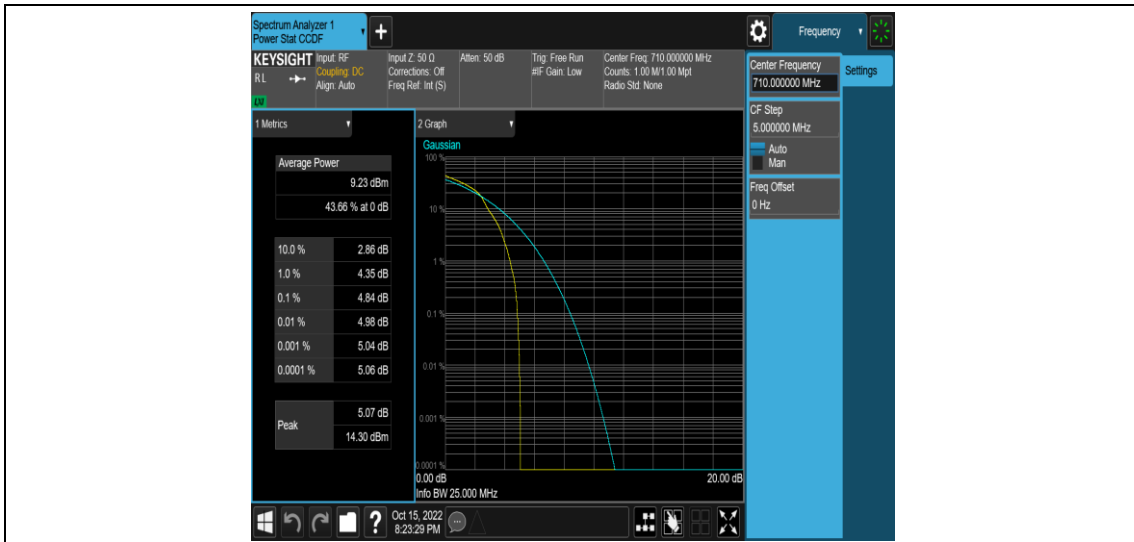 Spectrum Analyzer 1
Power Stat CCDF
+
Frequency
KEYSIGHT
RL
LXI
Input: RF
Coupling: DC
Align: Auto
Input Z: 50 Ω
Corrections: Off
Freq Ref: Int (S)
Atten: 50 dB
Trig: Free Run
#IF Gain: Low
Center Freq: 710.000000 MHz
Counts: 1.00 M/1.00 Mpt
Radio Std: None
Center Frequency
710.000000 MHz
Settings
CF Step
5.000000 MHz
Auto
Man
Freq Offset
0 Hz
1 Metrics
Average Power
9.23 dBm
43.66 % at 0 dB
10.0 % 2.86 dB
1.0 % 4.35 dB
0.1 % 4.84 dB
0.01 % 4.98 dB
0.001 % 5.04 dB
0.0001 % 5.06 dB
Peak
5.07 dB
14.30 dBm
2 Graph
Gaussian
100 %
10 %
1 %
0.1 %
0.01 %
0.001 %
0.0001 %
0.00 dB 20.00 dB
Info BW 25.000 MHz
?
Oct 15, 2022
8:23:29 PM